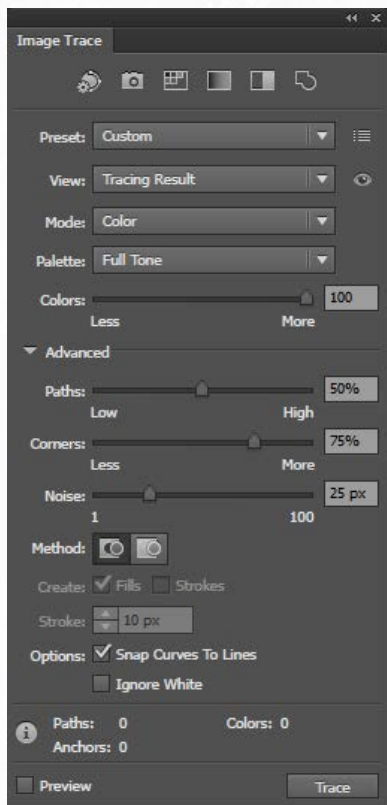 Image Trace
Preset: Custom
View: Tracing Result
Mode: Color
Palette: Full Tone
Colors: 100
Less More
Advanced
Paths: 50%
Low High
Corners: 75%
Less More
Noise: 25 px
1 100
Method:
Create: Fills Strokes
Stroke: 10 px
Options: Snap Curves To Lines
Ignore White
Paths: 0 Colors: 0
Anchors: 0
Preview Trace